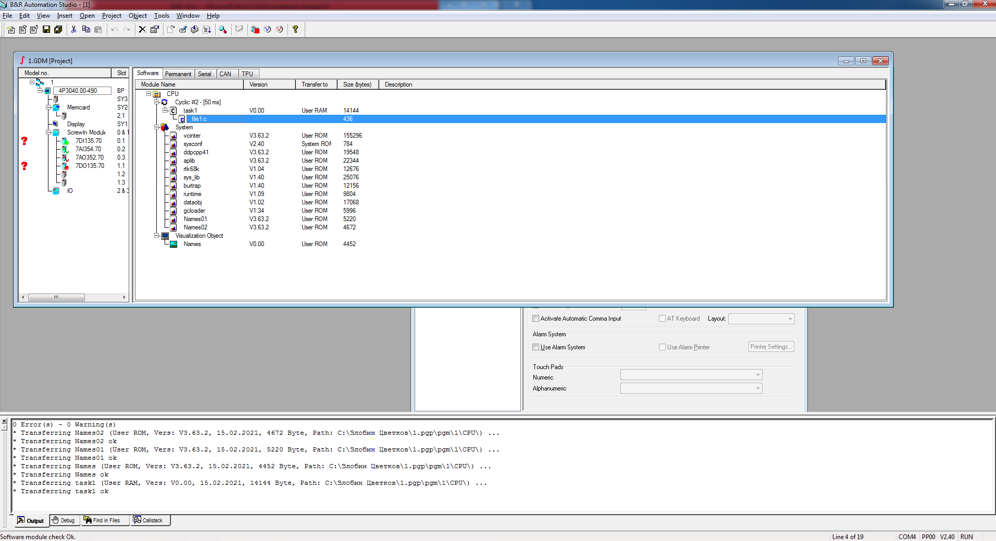 B&R Automation Studio - [1]
File Edit View Insert Open Project Object Tools Window Help
1.GDM [Project]
Model no. Slot
1
4P3040.00-490 BP
SY3
Memcard SY2
2.1
Display SY1
ScrewIn Modul 0 & 1
7DI135.70 0.1
7AI354.70 0.2
7AO352.70 0.3
7DO135.70 1.1
1.2
1.3
IO 2 & 3
Software Permanent Serial CAN TPU
Module Name Version Transfer to Size (bytes) Description
CPU
Cyclic #2 - [50 ms]
task1 V0.00 User RAM 14144
file1.c 436
System
vcinter V3.63.2 User ROM 155296
sysconf V2.40 System ROM 784
ddpcpp41 V3.63.2 User ROM 19548
aplib V3.63.2 User ROM 22344
rtk68k V1.04 User ROM 12676
sys_lib V1.40 User ROM 25076
burtrap V1.40 User ROM 12156
runtime V1.09 User ROM 9804
dataobj V1.02 User ROM 17068
gcloader V1.34 User ROM 5996
Names01 V3.63.2 User ROM 5220
Names02 V3.63.2 User ROM 4672
Visualization Object
Names V0.00 User ROM 4452
Activate Automatic Comma Input AT Keyboard Layout:
Alarm System
Use Alarm System Use Alarm Printer Printer Settings...
Touch Pads
Numeric
Alphanumeric
0 Error(s) - 0 Warning(s)
* Transferring Names02 (User ROM, Vers: V3.63.2, 15.02.2021, 4672 Byte, Path: C:\Злобин Цветков\1.pgp\pgm\1\CPU\) ...
* Transferring Names02 ok
* Transferring Names01 (User ROM, Vers: V3.63.2, 15.02.2021, 5220 Byte, Path: C:\Злобин Цветков\1.pgp\pgm\1\CPU\) ...
* Transferring Names01 ok
* Transferring Names (User ROM, Vers: V3.63.2, 15.02.2021, 4452 Byte, Path: C:\Злобин Цветков\1.pgp\pgm\1\CPU\) ...
* Transferring Names ok
* Transferring task1 (User RAM, Vers: V0.00, 15.02.2021, 14144 Byte, Path: C:\Злобин Цветков\1.pgp\pgm\1\CPU\) ...
* Transferring task1 ok
Output Debug Find in Files Callstack
Software module check Ok. Line 4 of 19 COM4 PP00 V2.40 RUN